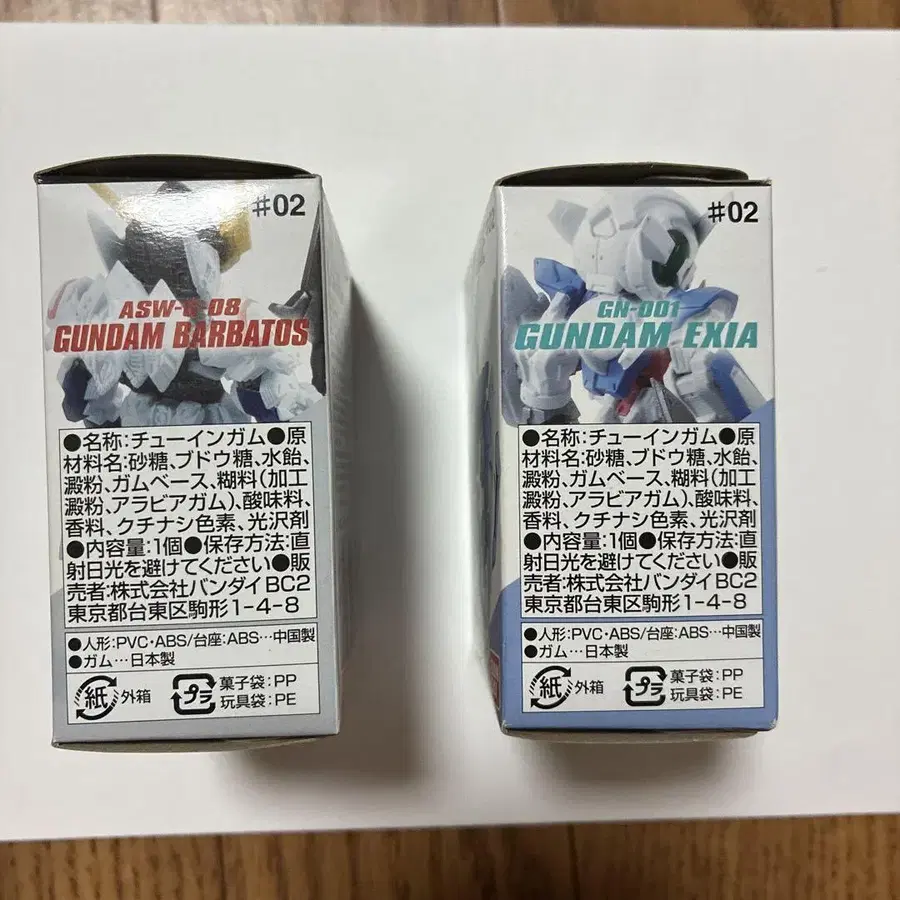 #02
ASW-G-08
GUNDAM BARBATOS
●名称:チューインガム●原
材料名:砂糖、ブドウ糖、水飴、
澱粉、ガムベース、糊料(加工
澱粉、アラビアガム)、酸味料、
香料、クチナシ色素、光沢剤
●内容量:1個●保存方法:直
射日光を避けてください●販
売者:株式会社バンダイBC2
東京都台東区駒形1-4-8
●人形:PVC・ABS/台座:ABS…中国製
●ガム…日本製
紙 外箱 プラ 菓子袋:PP
玩具袋:PE
#02
GN-001
GUNDAM EXIA
●名称:チューインガム●原
材料名:砂糖、ブドウ糖、水飴、
澱粉、ガムベース、糊料(加工
澱粉、アラビアガム)、酸味料、
香料、クチナシ色素、光沢剤
●内容量:1個●保存方法:直
射日光を避けてください●販
売者:株式会社バンダイBC2
東京都台東区駒形1-4-8
●人形:PVC・ABS/台座:ABS…中国製
●ガム…日本製
紙 外箱 プラ 菓子袋:PP
玩具袋:PE